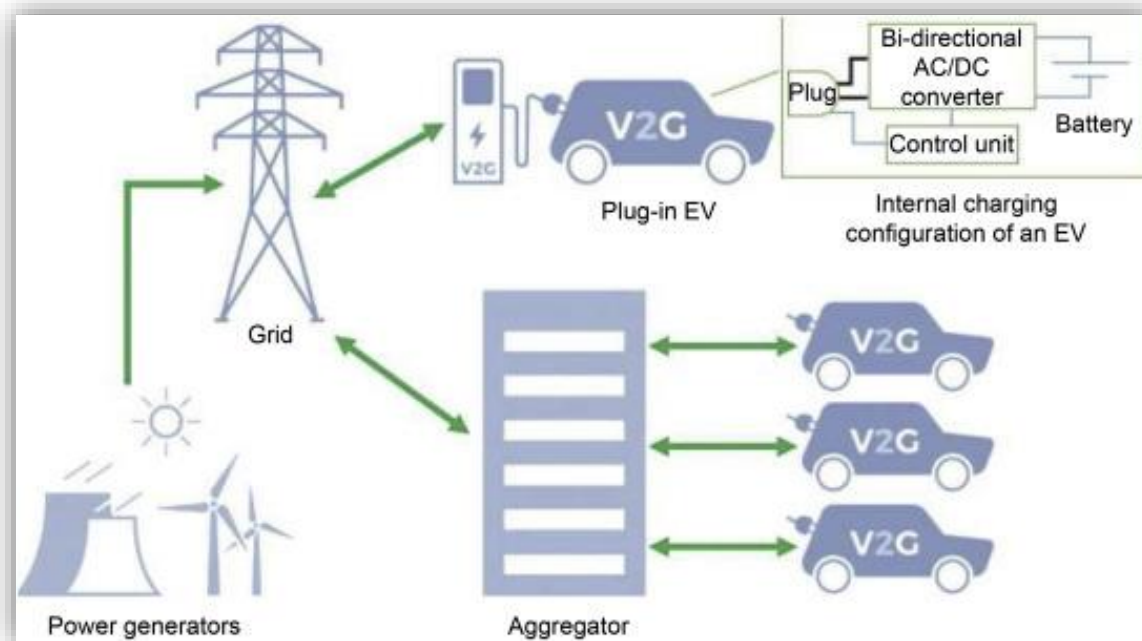 Bi-directional
AC/DC
converter
Plug
Battery
Control unit
V2G
V2G
Plug-in EV
Internal charging
configuration of an EV
Grid
V2G
V2G
V2G
Power generators
Aggregator